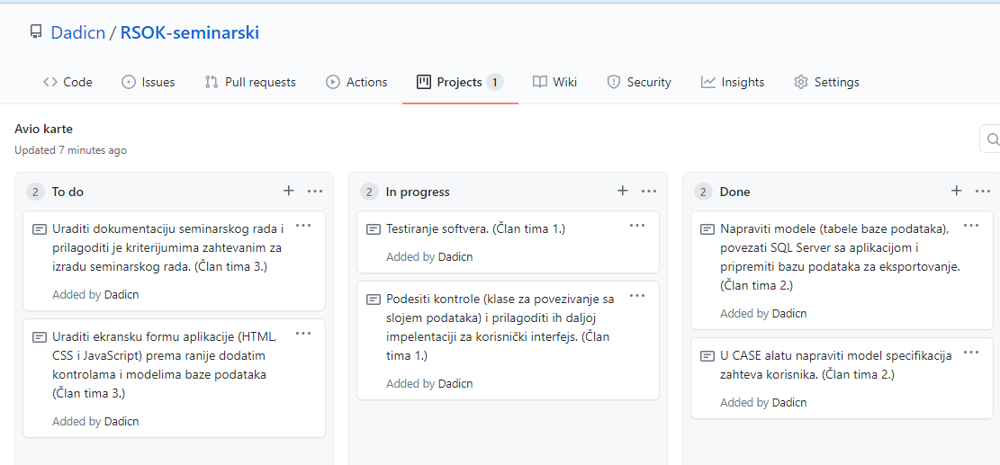 Dadicn / RSOK-seminarski
Code Issues Pull requests Actions Projects 1 Wiki Security Insights Settings
Avio karte
Updated 7 minutes ago
2 To do
Uraditi dokumentaciju seminarskog rada i
prilagoditi je kriterijumima zahtevanim za
izradu seminarskog rada. (Član tima 3.)
Added by Dadicn
Uraditi ekransku formu aplikacije (HTML,
CSS i JavaScript) prema ranije dodatim
kontrolama i modelima baze podataka
(Član tima 3.)
Added by Dadicn
2 In progress
Testiranje softvera. (Član tima 1.)
Added by Dadicn
Podesiti kontrole (klase za povezivanje sa
slojem podataka) i prilagoditi ih daljoj
impelentaciji za korisnički interfejs. (Član
tima 1.)
Added by Dadicn
2 Done
Napraviti modele (tabele baze podataka),
povezati SQL Server sa aplikacijom i
pripremiti bazu podataka za eksportovanje.
(Član tima 2.)
Added by Dadicn
U CASE alatu napraviti model specifikacija
zahteva korisnika. (Član tima 2.)
Added by Dadicn